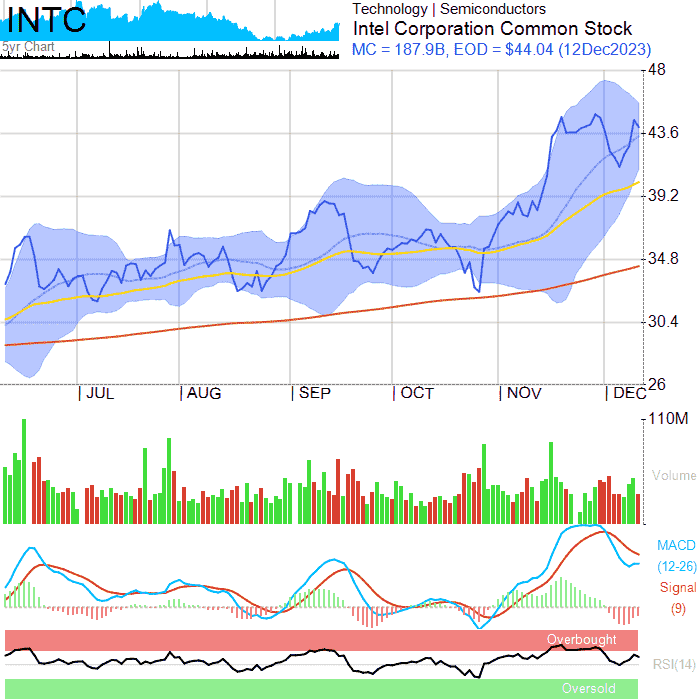 INTC
5yr Chart
Technology | Semiconductors
Intel Corporation Common Stock
MC = 187.9B, EOD = $44.04 (12Dec2023)
48
43.6
39.2
34.8
30.4
26
| JUL | AUG | SEP | OCT | NOV | DEC
110M
Volume
MACD
(12-26)
Signal
(9)
Overbought
RSI(14)
Oversold